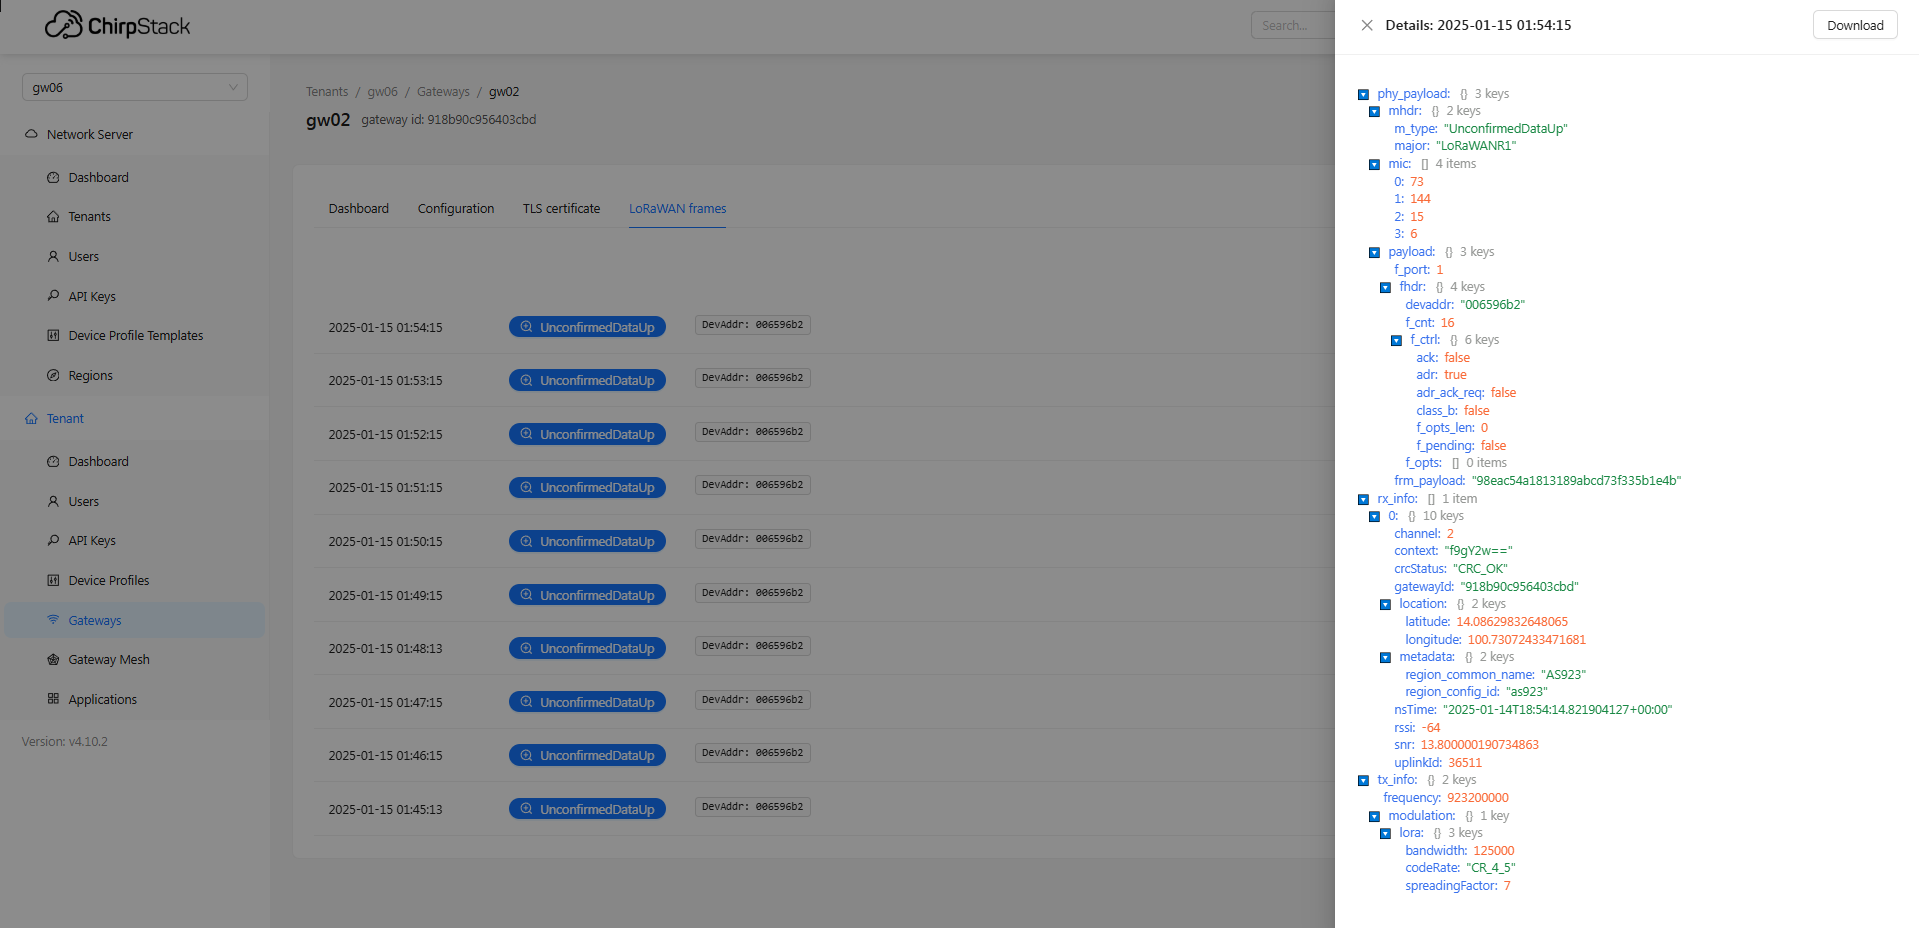 ChirpStack
Search...
gw06
Network Server
Dashboard
Tenants
Users
API Keys
Device Profile Templates
Regions
Tenant
Dashboard
Users
API Keys
Device Profiles
Gateways
Gateway Mesh
Applications
Version: v4.10.2
Tenants / gw06 / Gateways / gw02
gw02 gateway id: 918b90c956403cbd
Dashboard Configuration TLS certificate LoRaWAN frames
2025-01-15 01:54:15 UnconfirmedDataUp DevAddr: 006596b2
2025-01-15 01:53:15 UnconfirmedDataUp DevAddr: 006596b2
2025-01-15 01:52:15 UnconfirmedDataUp DevAddr: 006596b2
2025-01-15 01:51:15 UnconfirmedDataUp DevAddr: 006596b2
2025-01-15 01:50:15 UnconfirmedDataUp DevAddr: 006596b2
2025-01-15 01:49:15 UnconfirmedDataUp DevAddr: 006596b2
2025-01-15 01:48:13 UnconfirmedDataUp DevAddr: 006596b2
2025-01-15 01:47:15 UnconfirmedDataUp DevAddr: 006596b2
2025-01-15 01:46:15 UnconfirmedDataUp DevAddr: 006596b2
2025-01-15 01:45:13 UnconfirmedDataUp DevAddr: 006596b2
Details: 2025-01-15 01:54:15 Download
phy_payload: {} 3 keys
mhdr: {} 2 keys
m_type: "UnconfirmedDataUp"
major: "LoRaWANR1"
mic: [] 4 items
0: 73
1: 144
2: 15
3: 6
payload: {} 3 keys
f_port: 1
fhdr: {} 4 keys
devaddr: "006596b2"
f_cnt: 16
f_ctrl: {} 6 keys
ack: false
adr: true
adr_ack_req: false
class_b: false
f_opts_len: 0
f_pending: false
f_opts: [] 0 items
frm_payload: "98eac54a1813189abcd73f335b1e4b"
rx_info: [] 1 item
0: {} 10 keys
channel: 2
context: "f9gY2w=="
crcStatus: "CRC_OK"
gatewayId: "918b90c956403cbd"
location: {} 2 keys
latitude: 14.08629832648065
longitude: 100.73072433471681
metadata: {} 2 keys
region_common_name: "AS923"
region_config_id: "as923"
nsTime: "2025-01-14T18:54:14.821904127+00:00"
rssi: -64
snr: 13.800000190734863
uplinkId: 36511
tx_info: {} 2 keys
frequency: 923200000
modulation: {} 1 key
lora: {} 3 keys
bandwidth: 125000
codeRate: "CR_4_5"
spreadingFactor: 7